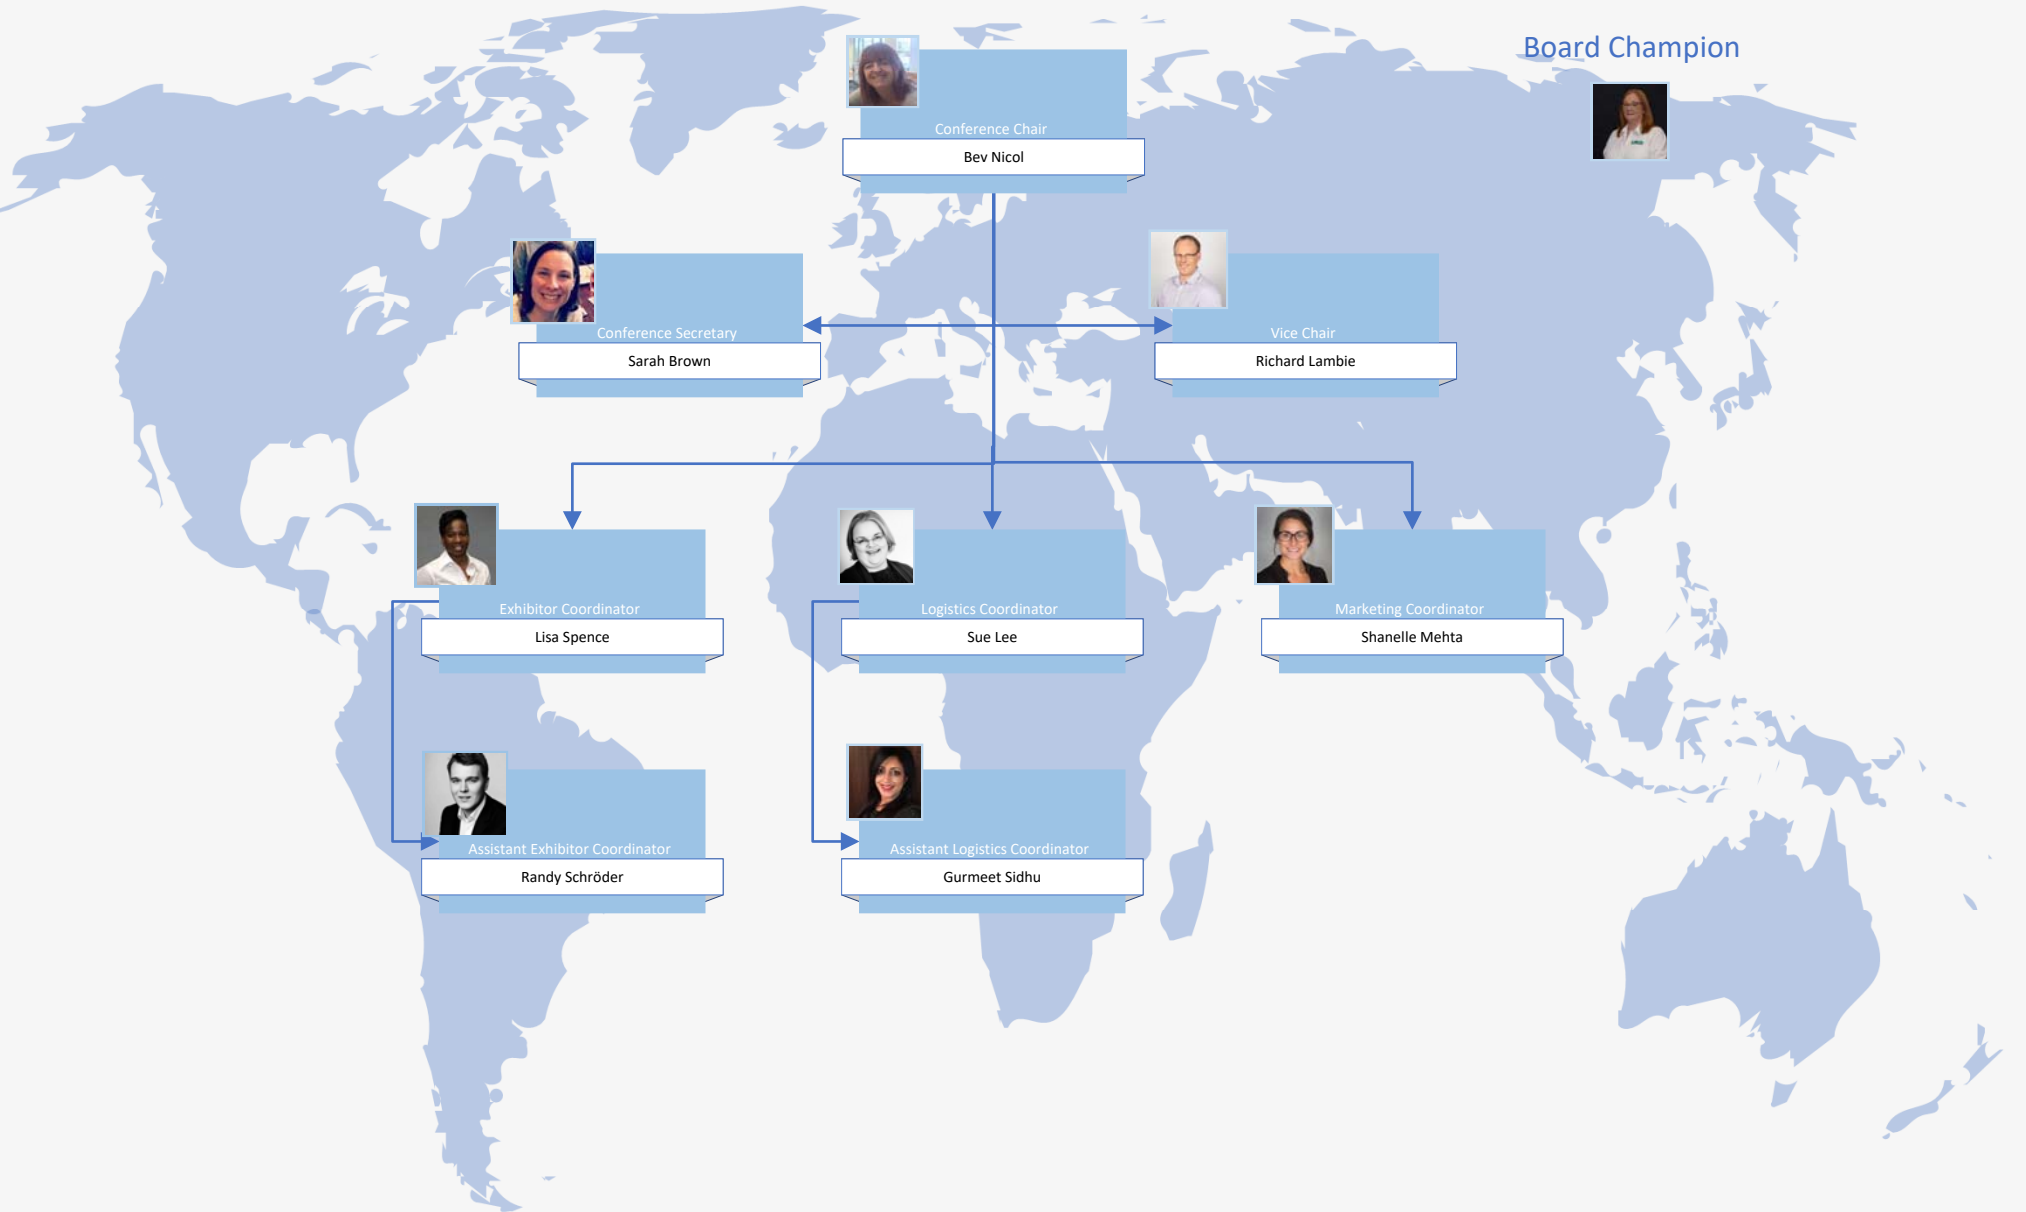 Board Champion
Conference Chair
Bev Nicol
Conference Secretary
Sarah Brown
Vice Chair
Richard Lambie
Exhibitor Coordinator
Lisa Spence
Logistics Coordinator
Sue Lee
Marketing Coordinator
Shanelle Mehta
Assistant Exhibitor Coordinator
Randy Schröder
Assistant Logistics Coordinator
Gurmeet Sidhu